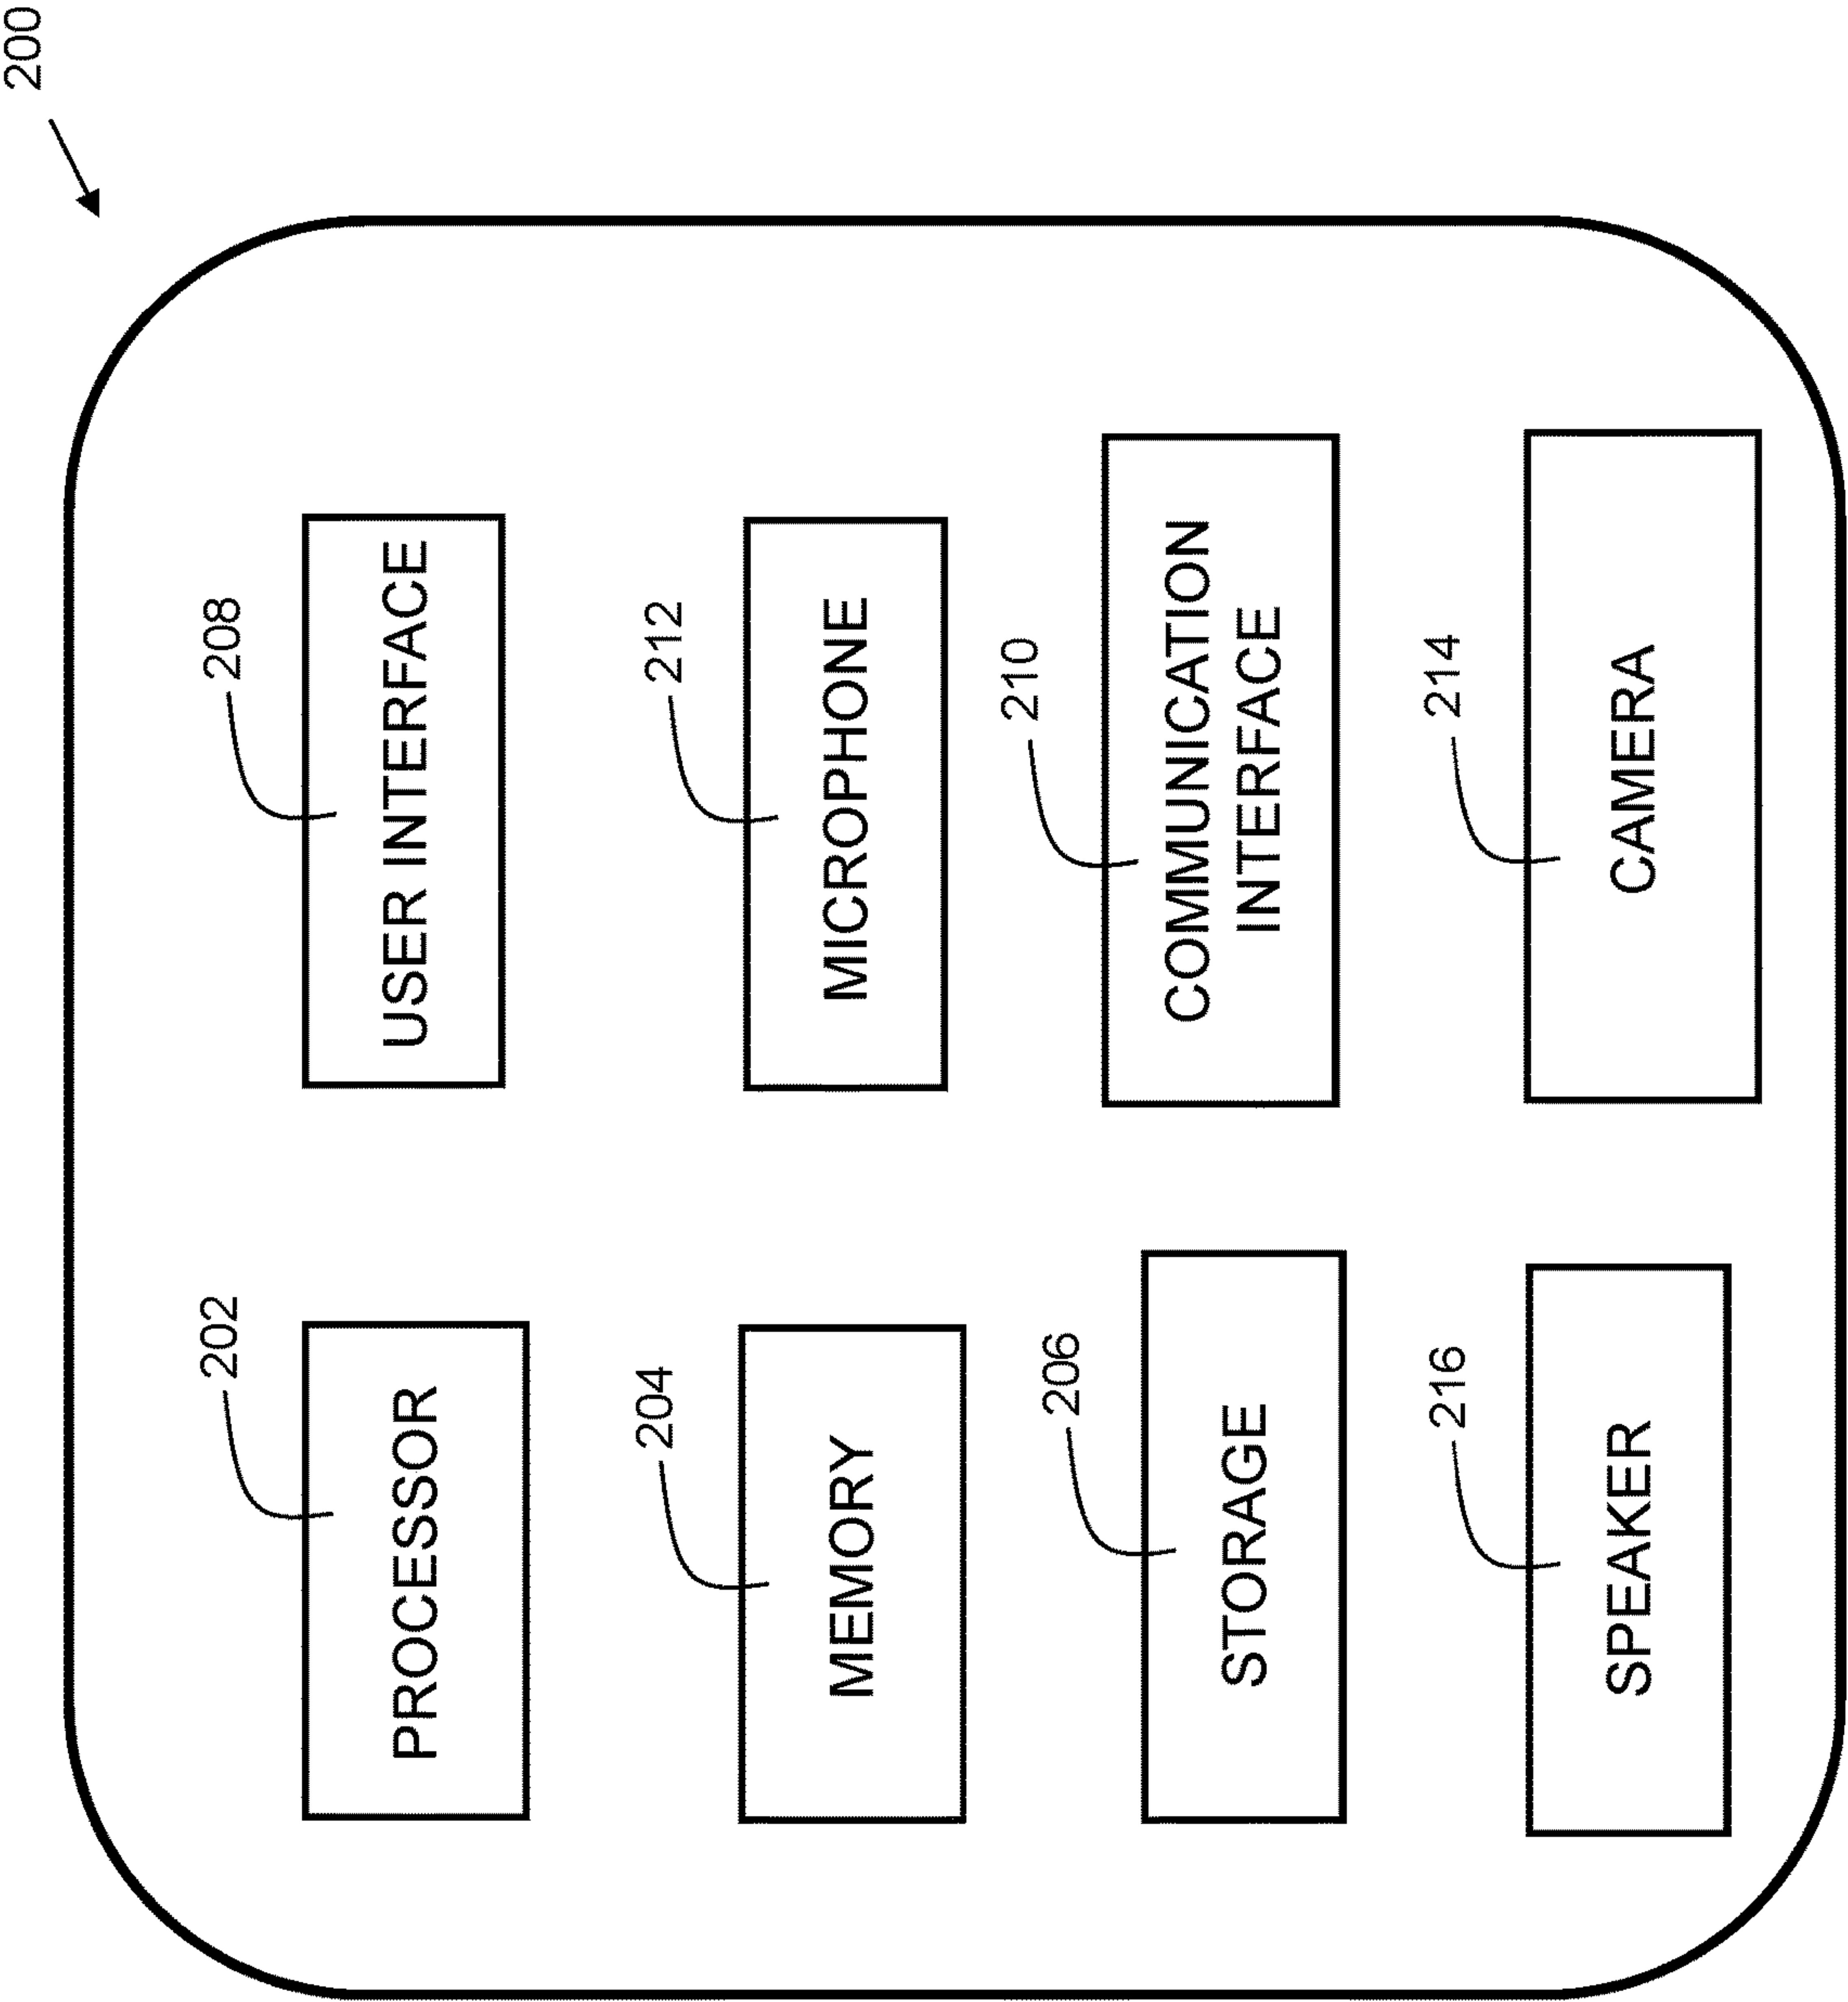 200
202
PROCESSOR
208
USER INTERFACE
204
MEMORY
212
MICROPHONE
206
STORAGE
210
COMMUNICATION
INTERFACE
216
SPEAKER
214
CAMERA